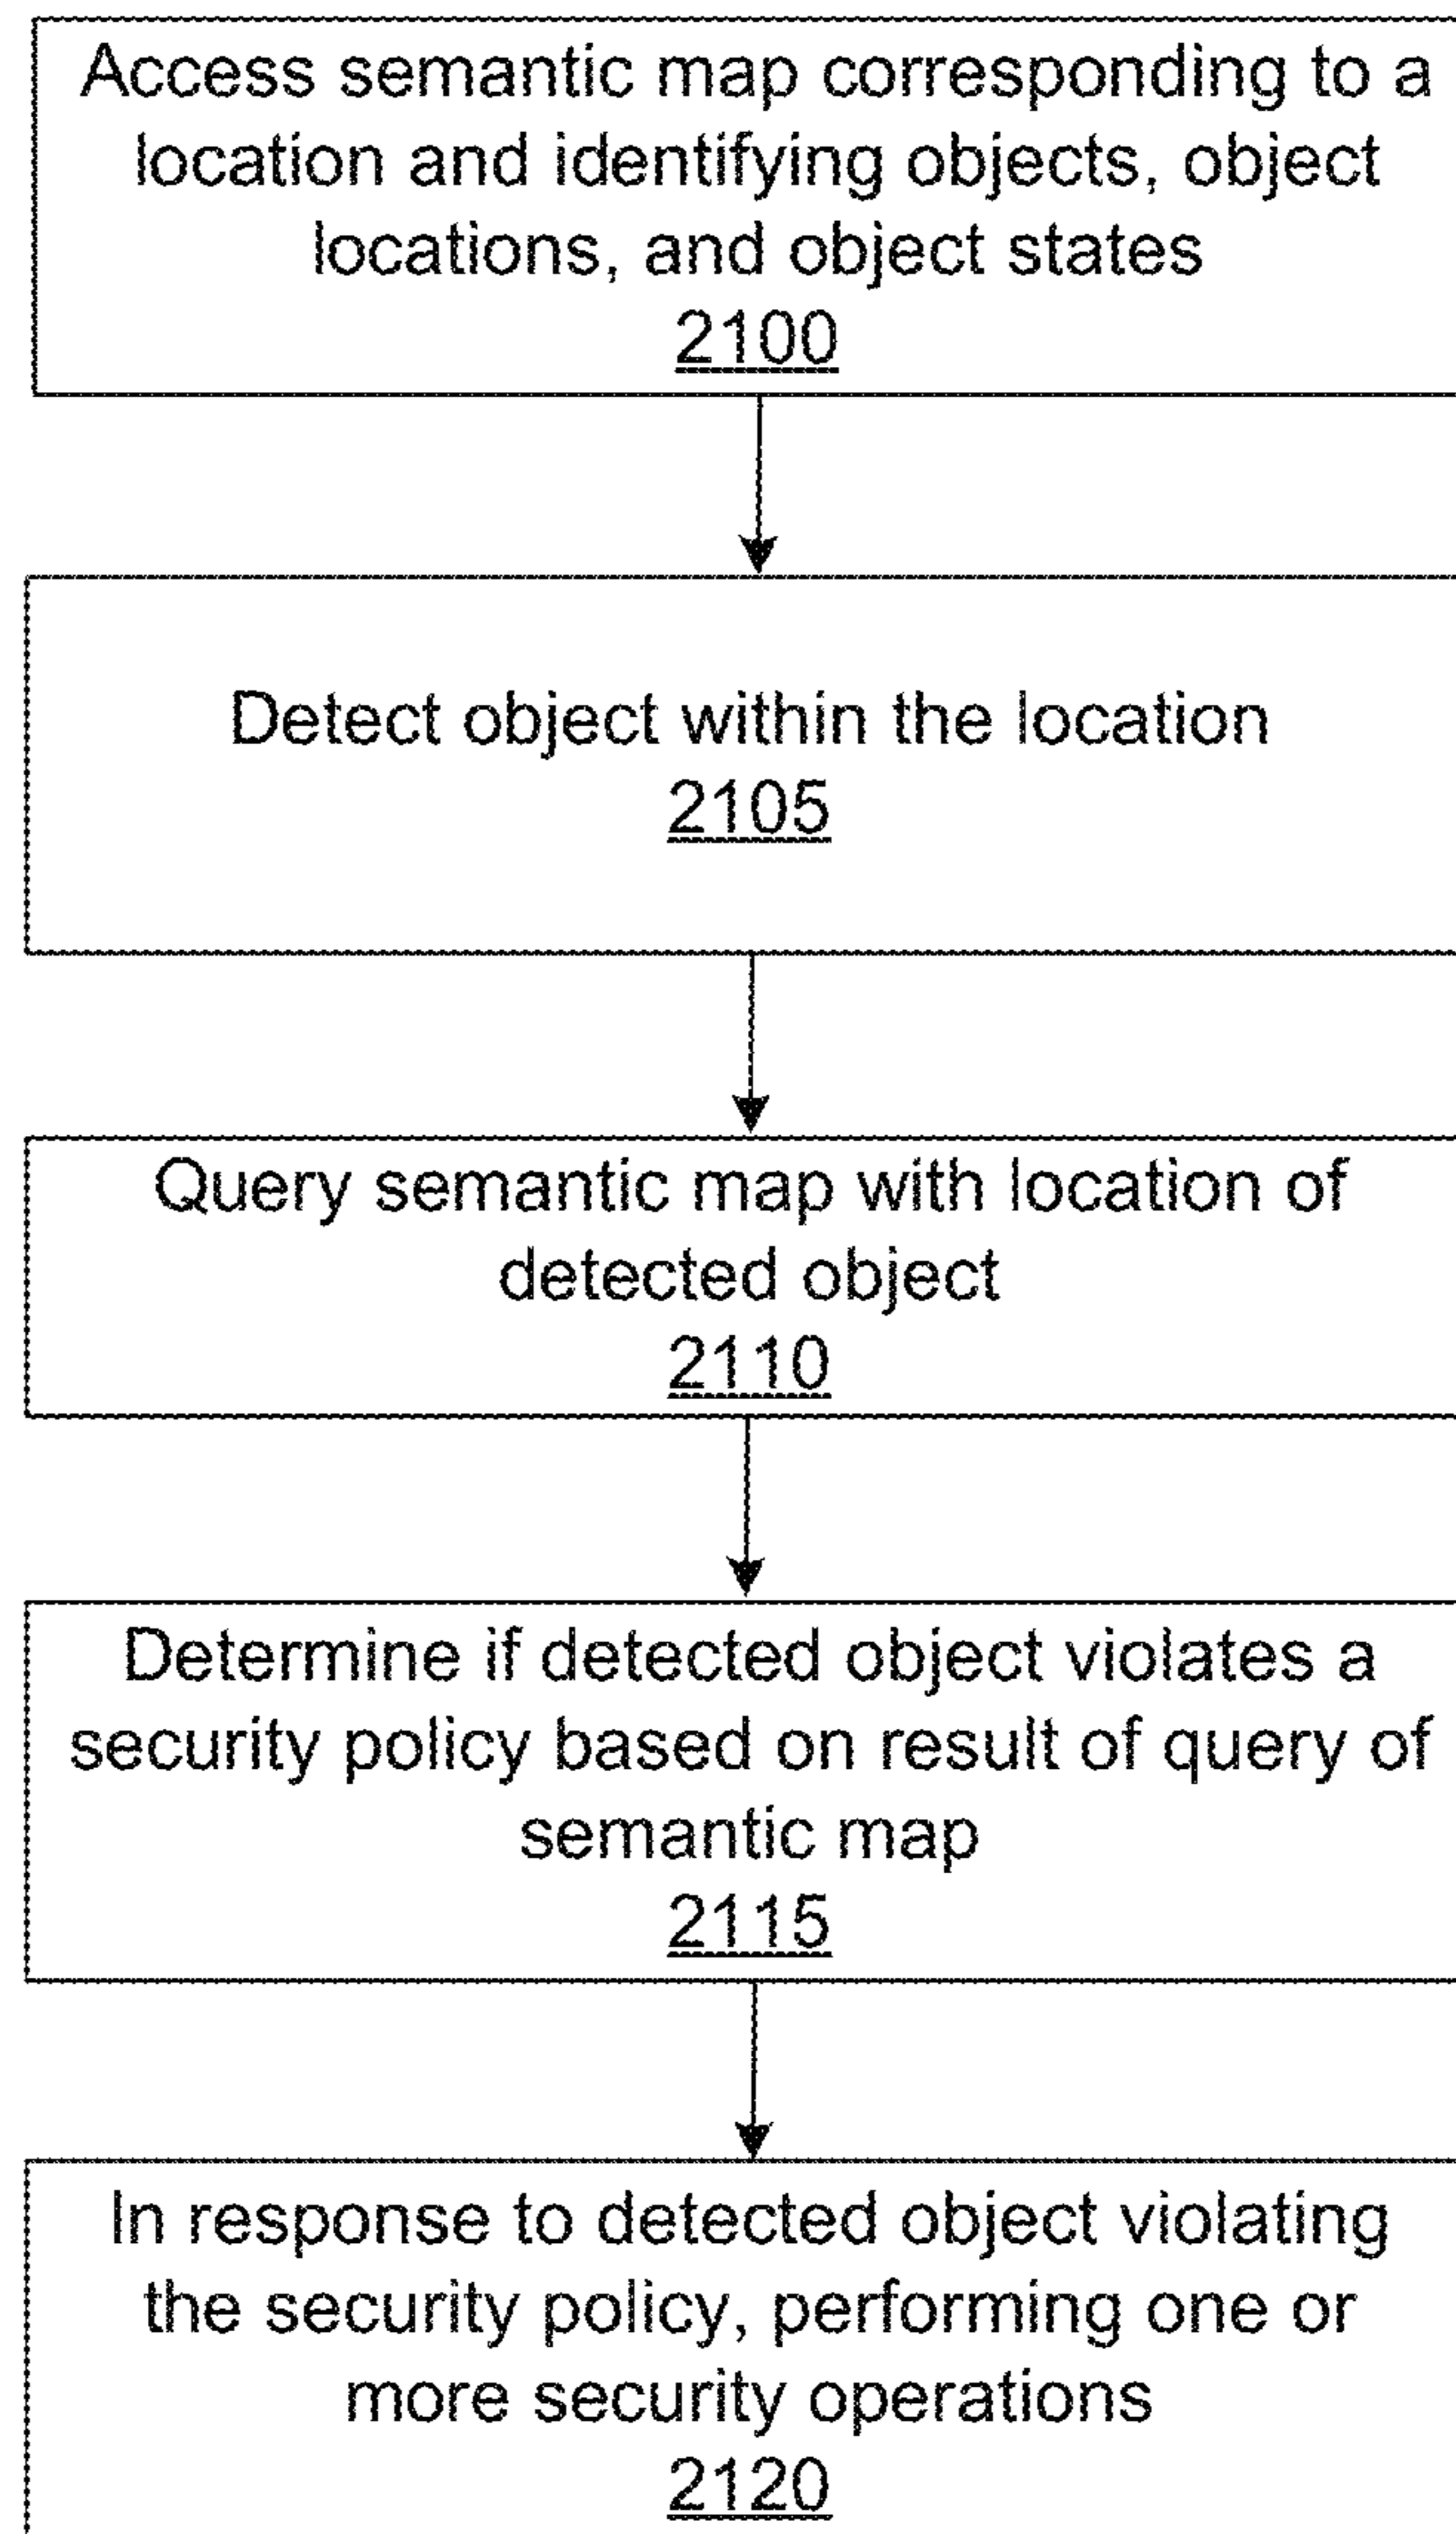 Access semantic map corresponding to a
location and identifying objects, object
locations, and object states
2100
Detect object within the location
2105
Query semantic map with location of
detected object
2110
Determine if detected object violates a
security policy based on result of query of
semantic map
2115
In response to detected object violating
the security policy, performing one or
more security operations
2120